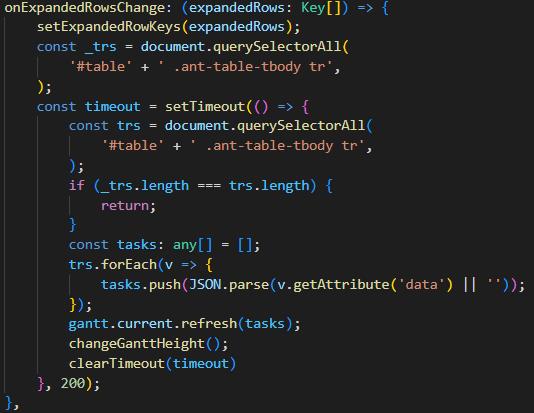 onExpandedRowsChange: (expandedRows: Key[]) => {
    setExpandedRowKeys(expandedRows);
    const _trs = document.querySelectorAll(
        '#table' + ' .ant-table-tbody tr',
    );
    const timeout = setTimeout(() => {
        const trs = document.querySelectorAll(
            '#table' + ' .ant-table-tbody tr',
        );
        if (_trs.length === trs.length) {
            return;
        }
        const tasks: any[] = [];
        trs.forEach(v => {
            tasks.push(JSON.parse(v.getAttribute('data') || ''));
        });
        gantt.current.refresh(tasks);
        changeGanttHeight();
        clearTimeout(timeout)
    }, 200);
},